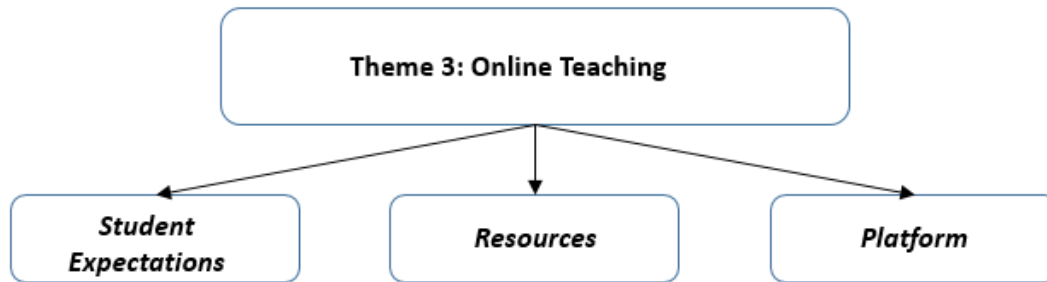 Theme 3: Online Teaching
Student
Expectations
Resources
Platform